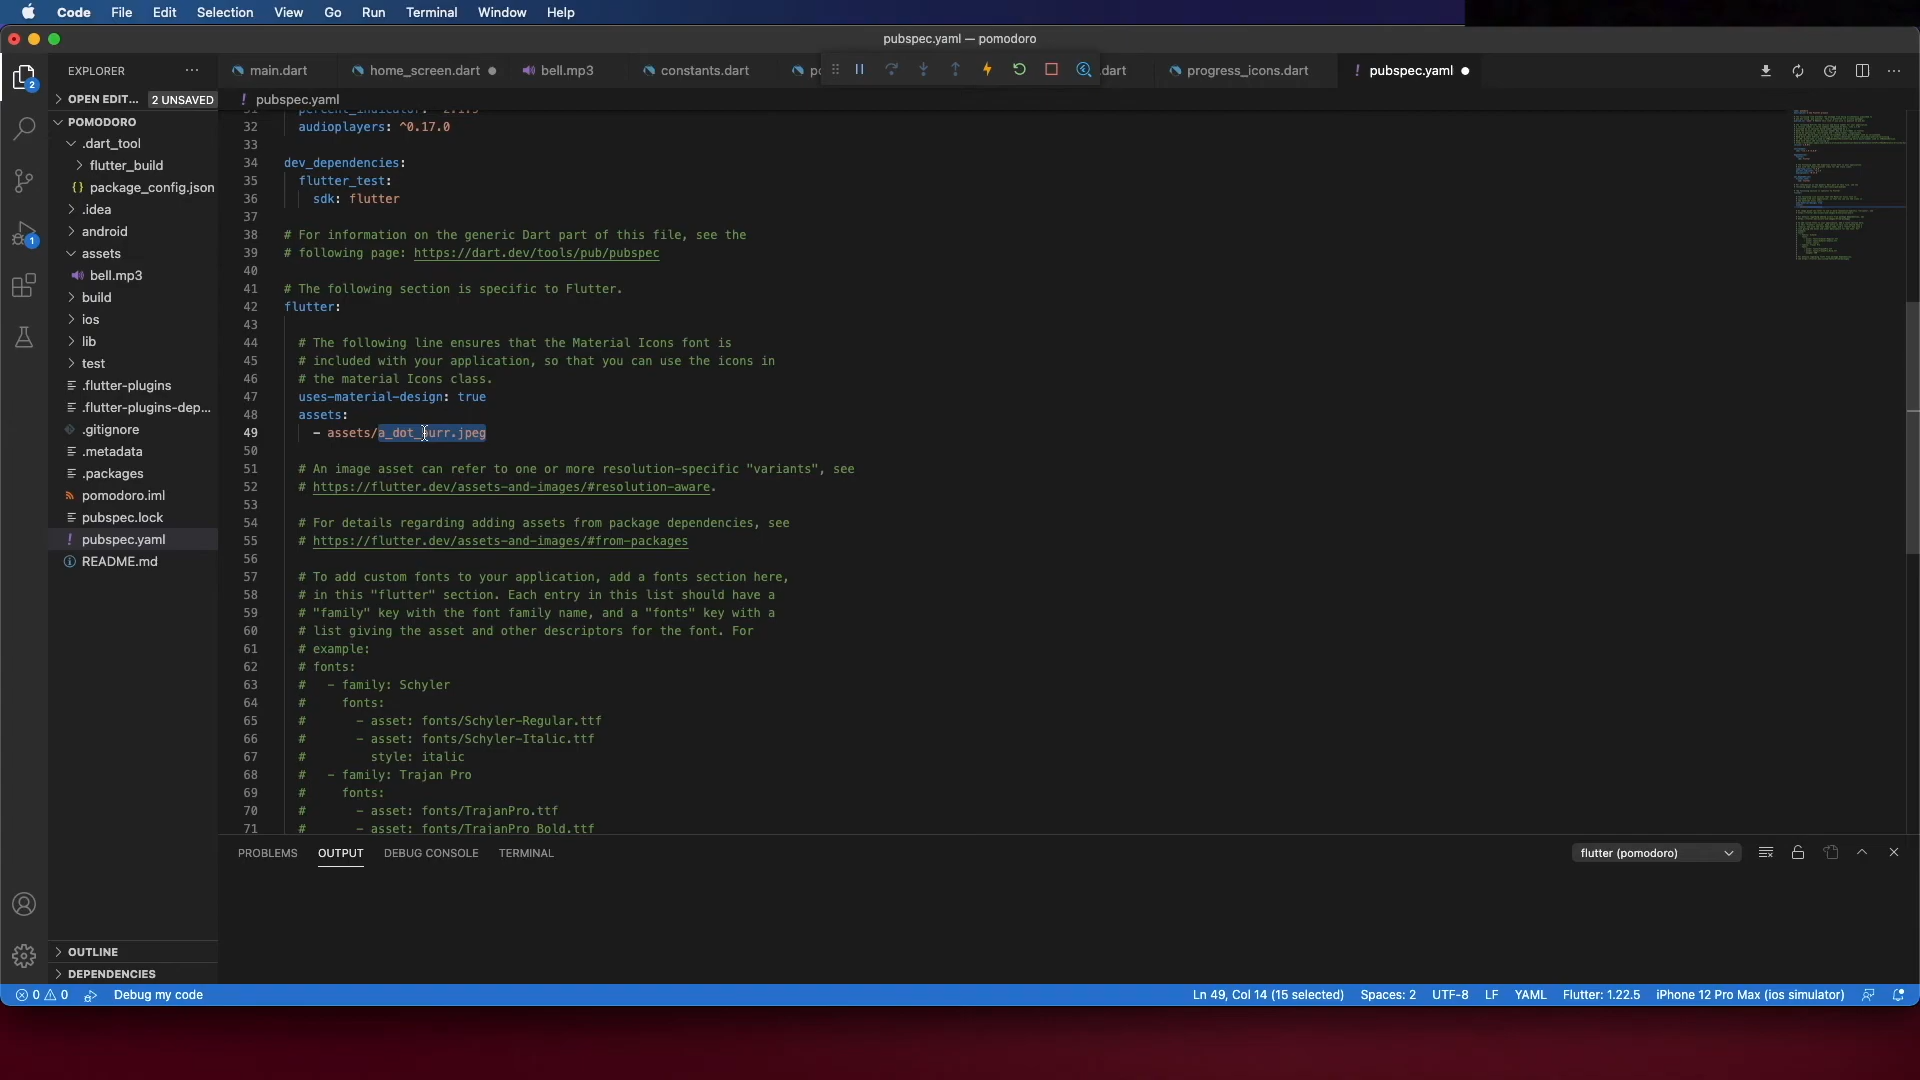 Code File Edit Selection View Go Run Terminal Window Help
pubspec.yaml — pomodoro
EXPLORER
main.dart
home_screen.dart
bell.mp3
constants.dart
.dart
progress_icons.dart
! pubspec.yaml
OPEN EDIT... 2 UNSAVED
! pubspec.yaml
POMODORO
.dart_tool
flutter_build
{} package_config.json
.idea
android
assets
bell.mp3
build
ios
lib
test
.flutter-plugins
.flutter-plugins-dep...
.gitignore
.metadata
.packages
pomodoro.iml
pubspec.lock
! pubspec.yaml
README.md
OUTLINE
DEPENDENCIES
2
1
32 audioplayers: ^0.17.0
33
34 dev_dependencies:
35 flutter_test:
36 sdk: flutter
37
38 # For information on the generic Dart part of this file, see the
39 # following page: https://dart.dev/tools/pub/pubspec
40
41 # The following section is specific to Flutter.
42 flutter:
43
44 # The following line ensures that the Material Icons font is
45 # included with your application, so that you can use the icons in
46 # the material Icons class.
47 uses-material-design: true
48 assets:
49 - assets/a_dot_burr.jpeg
50
51 # An image asset can refer to one or more resolution-specific "variants", see
52 # https://flutter.dev/assets-and-images/#resolution-aware.
53
54 # For details regarding adding assets from package dependencies, see
55 # https://flutter.dev/assets-and-images/#from-packages
56
57 # To add custom fonts to your application, add a fonts section here,
58 # in this "flutter" section. Each entry in this list should have a
59 # "family" key with the font family name, and a "fonts" key with a
60 # list giving the asset and other descriptors for the font. For
61 # example:
62 # fonts:
63 # - family: Schyler
64 # fonts:
65 # - asset: fonts/Schyler-Regular.ttf
66 # - asset: fonts/Schyler-Italic.ttf
67 # style: italic
68 # - family: Trajan Pro
69 # fonts:
70 # - asset: fonts/TrajanPro.ttf
71 # - asset: fonts/TrajanPro_Bold.ttf
PROBLEMS OUTPUT DEBUG CONSOLE TERMINAL
flutter (pomodoro)
0 0 Debug my code
Ln 49, Col 14 (15 selected) Spaces: 2 UTF-8 LF YAML Flutter: 1.22.5 iPhone 12 Pro Max (ios simulator)